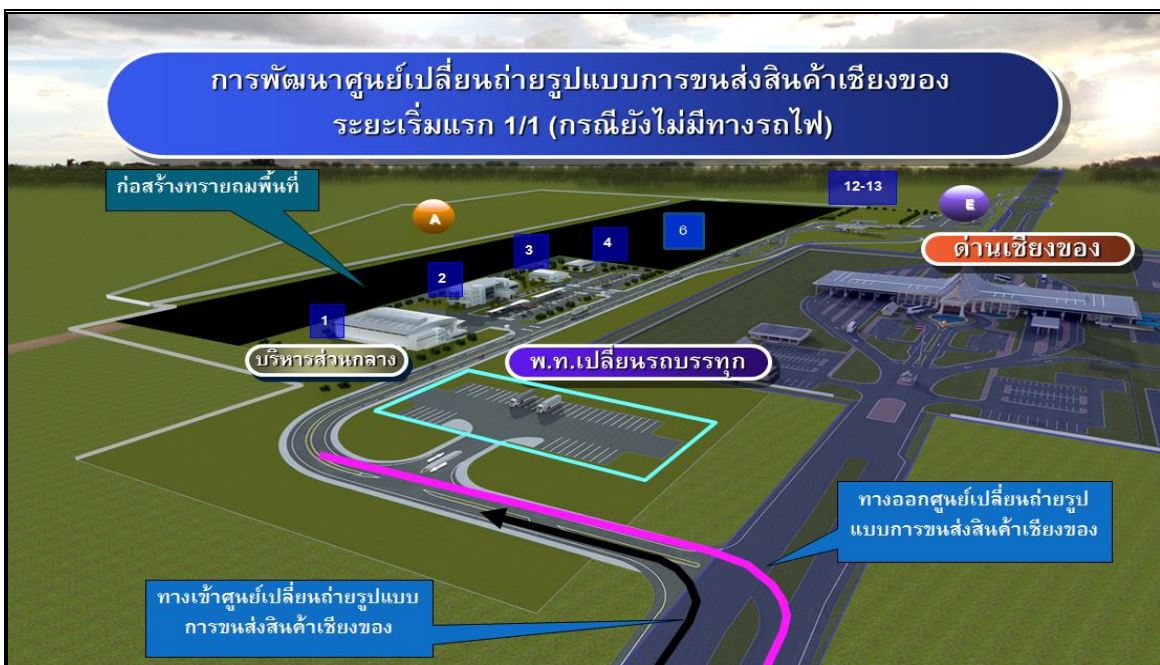 การพัฒนาศูนย์เปลี่ยนถ่ายรูปแบบการขนส่งสินค้าเชียงของ
ระยะเริ่มแรก 1/1 (กรณียังไม่มีทางรถไฟ)
ก่อสร้างทรายถมพื้นที่
A
12-13
E
6
4
3
2
1
ด่านเชียงของ
บริหารส่วนกลาง
พ.ท.เปลี่ยนรถบรรทุก
ทางออกศูนย์เปลี่ยนถ่ายรูป
แบบการขนส่งสินค้าเชียงของ
ทางเข้าศูนย์เปลี่ยนถ่ายรูปแบบ
การขนส่งสินค้าเชียงของ